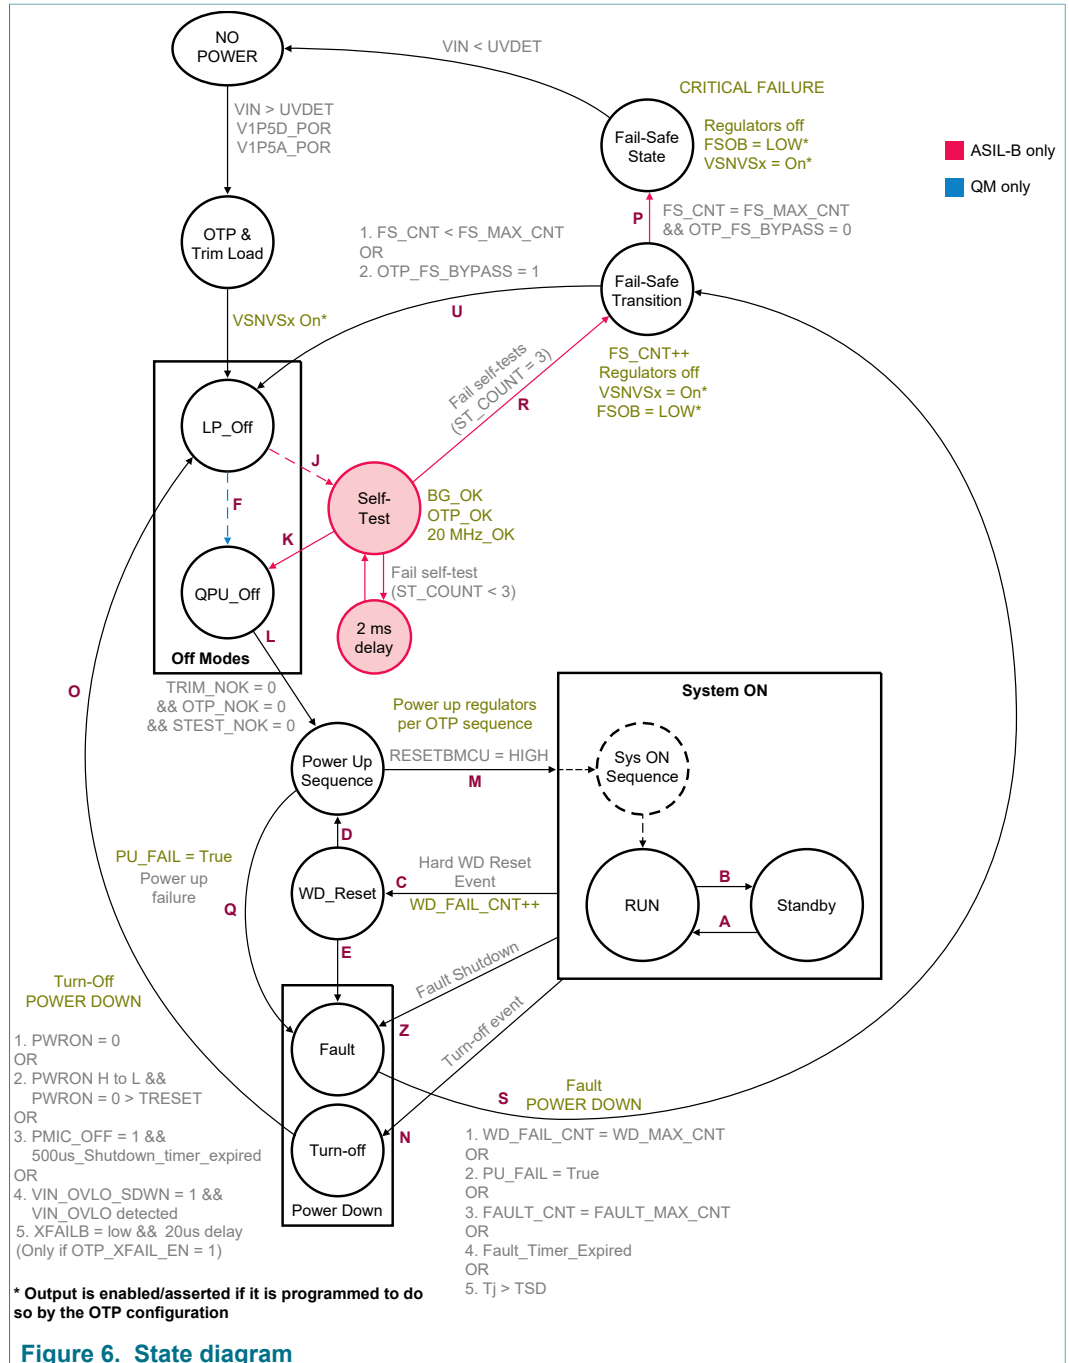 NO
POWER
VIN < UVDET
VIN > UVDET
V1P5D_POR
V1P5A_POR
CRITICAL FAILURE
Fail-Safe
State
Regulators off
FSOB = LOW*
VSNVSx = On*
ASIL-B only
QM only
OTP &
Trim Load
P
FS_CNT = FS_MAX_CNT
&& OTP_FS_BYPASS = 0
1. FS_CNT < FS_MAX_CNT
OR
2. OTP_FS_BYPASS = 1
Fail-Safe
Transition
U
VSNVSx On*
FS_CNT++
Regulators off
VSNVSx = On*
FSOB = LOW*
Fail self-tests
(ST_COUNT = 3)
R
LP_Off
J
F
Self-
Test
BG_OK
OTP_OK
20 MHz_OK
K
Fail self-test
(ST_COUNT < 3)
QPU_Off
L
2 ms
delay
Off Modes
O
TRIM_NOK = 0
&& OTP_NOK = 0
&& STEST_NOK = 0
Power up regulators
per OTP sequence
System ON
Power Up
Sequence
RESETBMCU = HIGH
M
Sys ON
Sequence
D
PU_FAIL = True
Power up
failure
Q
WD_Reset
C
Hard WD Reset
Event
WD_FAIL_CNT++
RUN
B
A
Standby
E
Fault Shutdown
Z
Turn-off event
Turn-Off
POWER DOWN
Fault
S
Fault
POWER DOWN
N
Turn-off
Power Down
1. PWRON = 0
OR
2. PWRON H to L &&
PWRON = 0 > TRESET
OR
3. PMIC_OFF = 1 &&
500us_Shutdown_timer_expired
OR
4. VIN_OVLO_SDWN = 1 &&
VIN_OVLO detected
5. XFAILB = low && 20us delay
(Only if OTP_XFAIL_EN = 1)
1. WD_FAIL_CNT = WD_MAX_CNT
OR
2. PU_FAIL = True
OR
3. FAULT_CNT = FAULT_MAX_CNT
OR
4. Fault_Timer_Expired
OR
5. Tj > TSD
* Output is enabled/asserted if it is programmed to do
so by the OTP configuration
Figure 6. State diagram